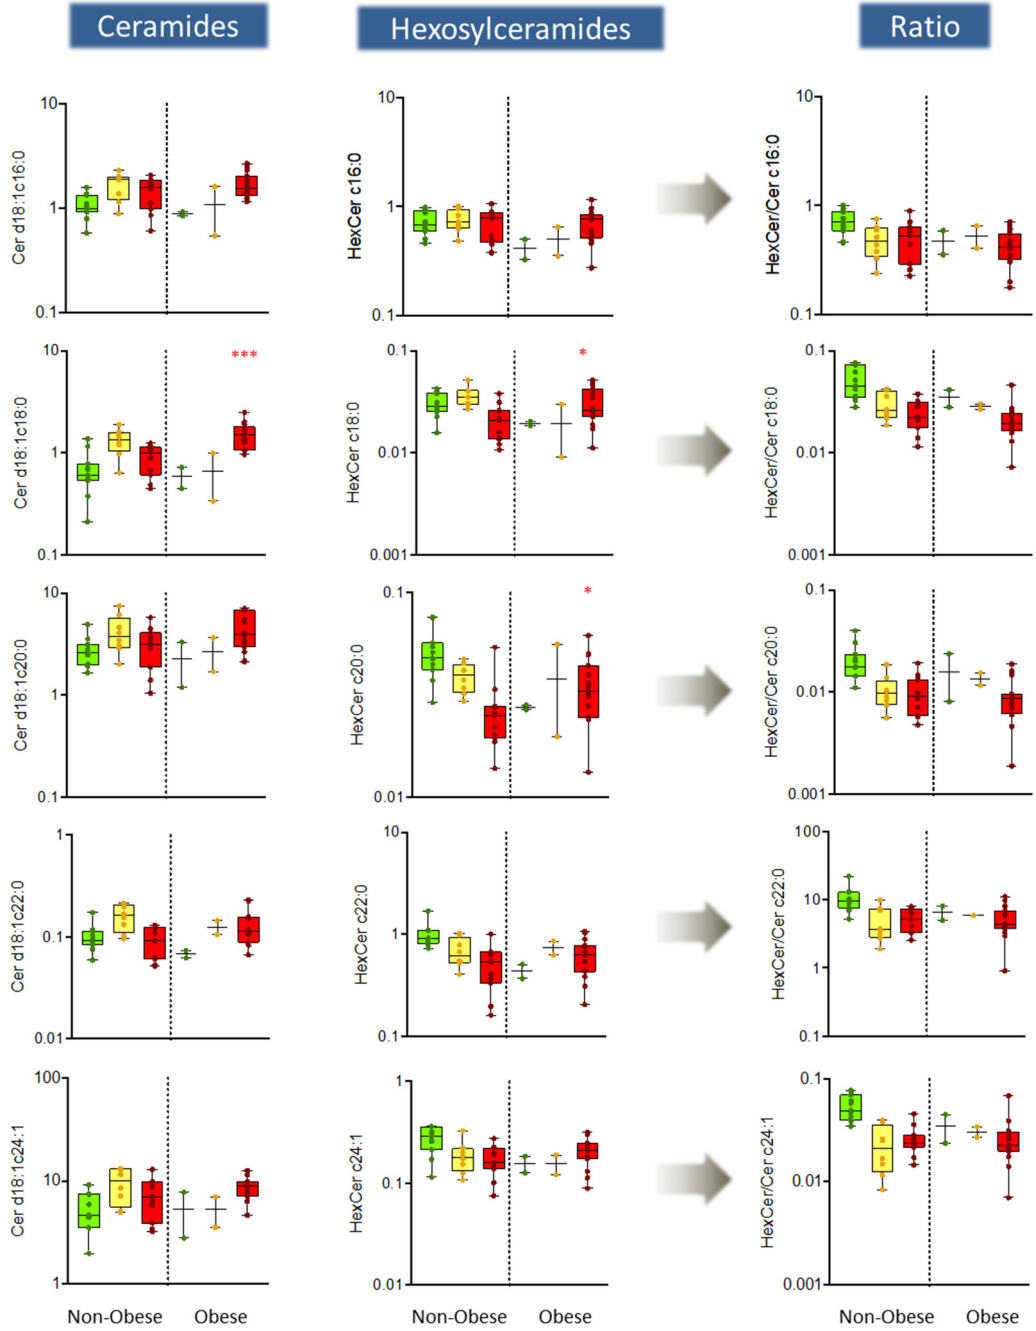 Ceramides Hexosylceramides Ratio
Cer d18:1c16:0
10
1
0.1
HexCer c16:0
10
1
0.1
HexCer/Cer c16:0
10
1
0.1
Cer d18:1c18:0
10
1
0.1
***
HexCer c18:0
0.1
0.01
0.001
*
HexCer/Cer c18:0
0.1
0.01
0.001
Cer d18:1c20:0
10
1
0.1
HexCer c20:0
0.1
0.01
*
HexCer/Cer c20:0
0.1
0.01
0.001
Cer d18:1c22:0
1
0.1
0.01
HexCer c22:0
10
1
0.1
HexCer/Cer c22:0
100
10
1
0.1
Cer d18:1c24:1
100
10
1
HexCer c24:1
1
0.1
0.01
HexCer/Cer c24:1
0.1
0.01
0.001
Non-Obese Obese Non-Obese Obese Non-Obese Obese